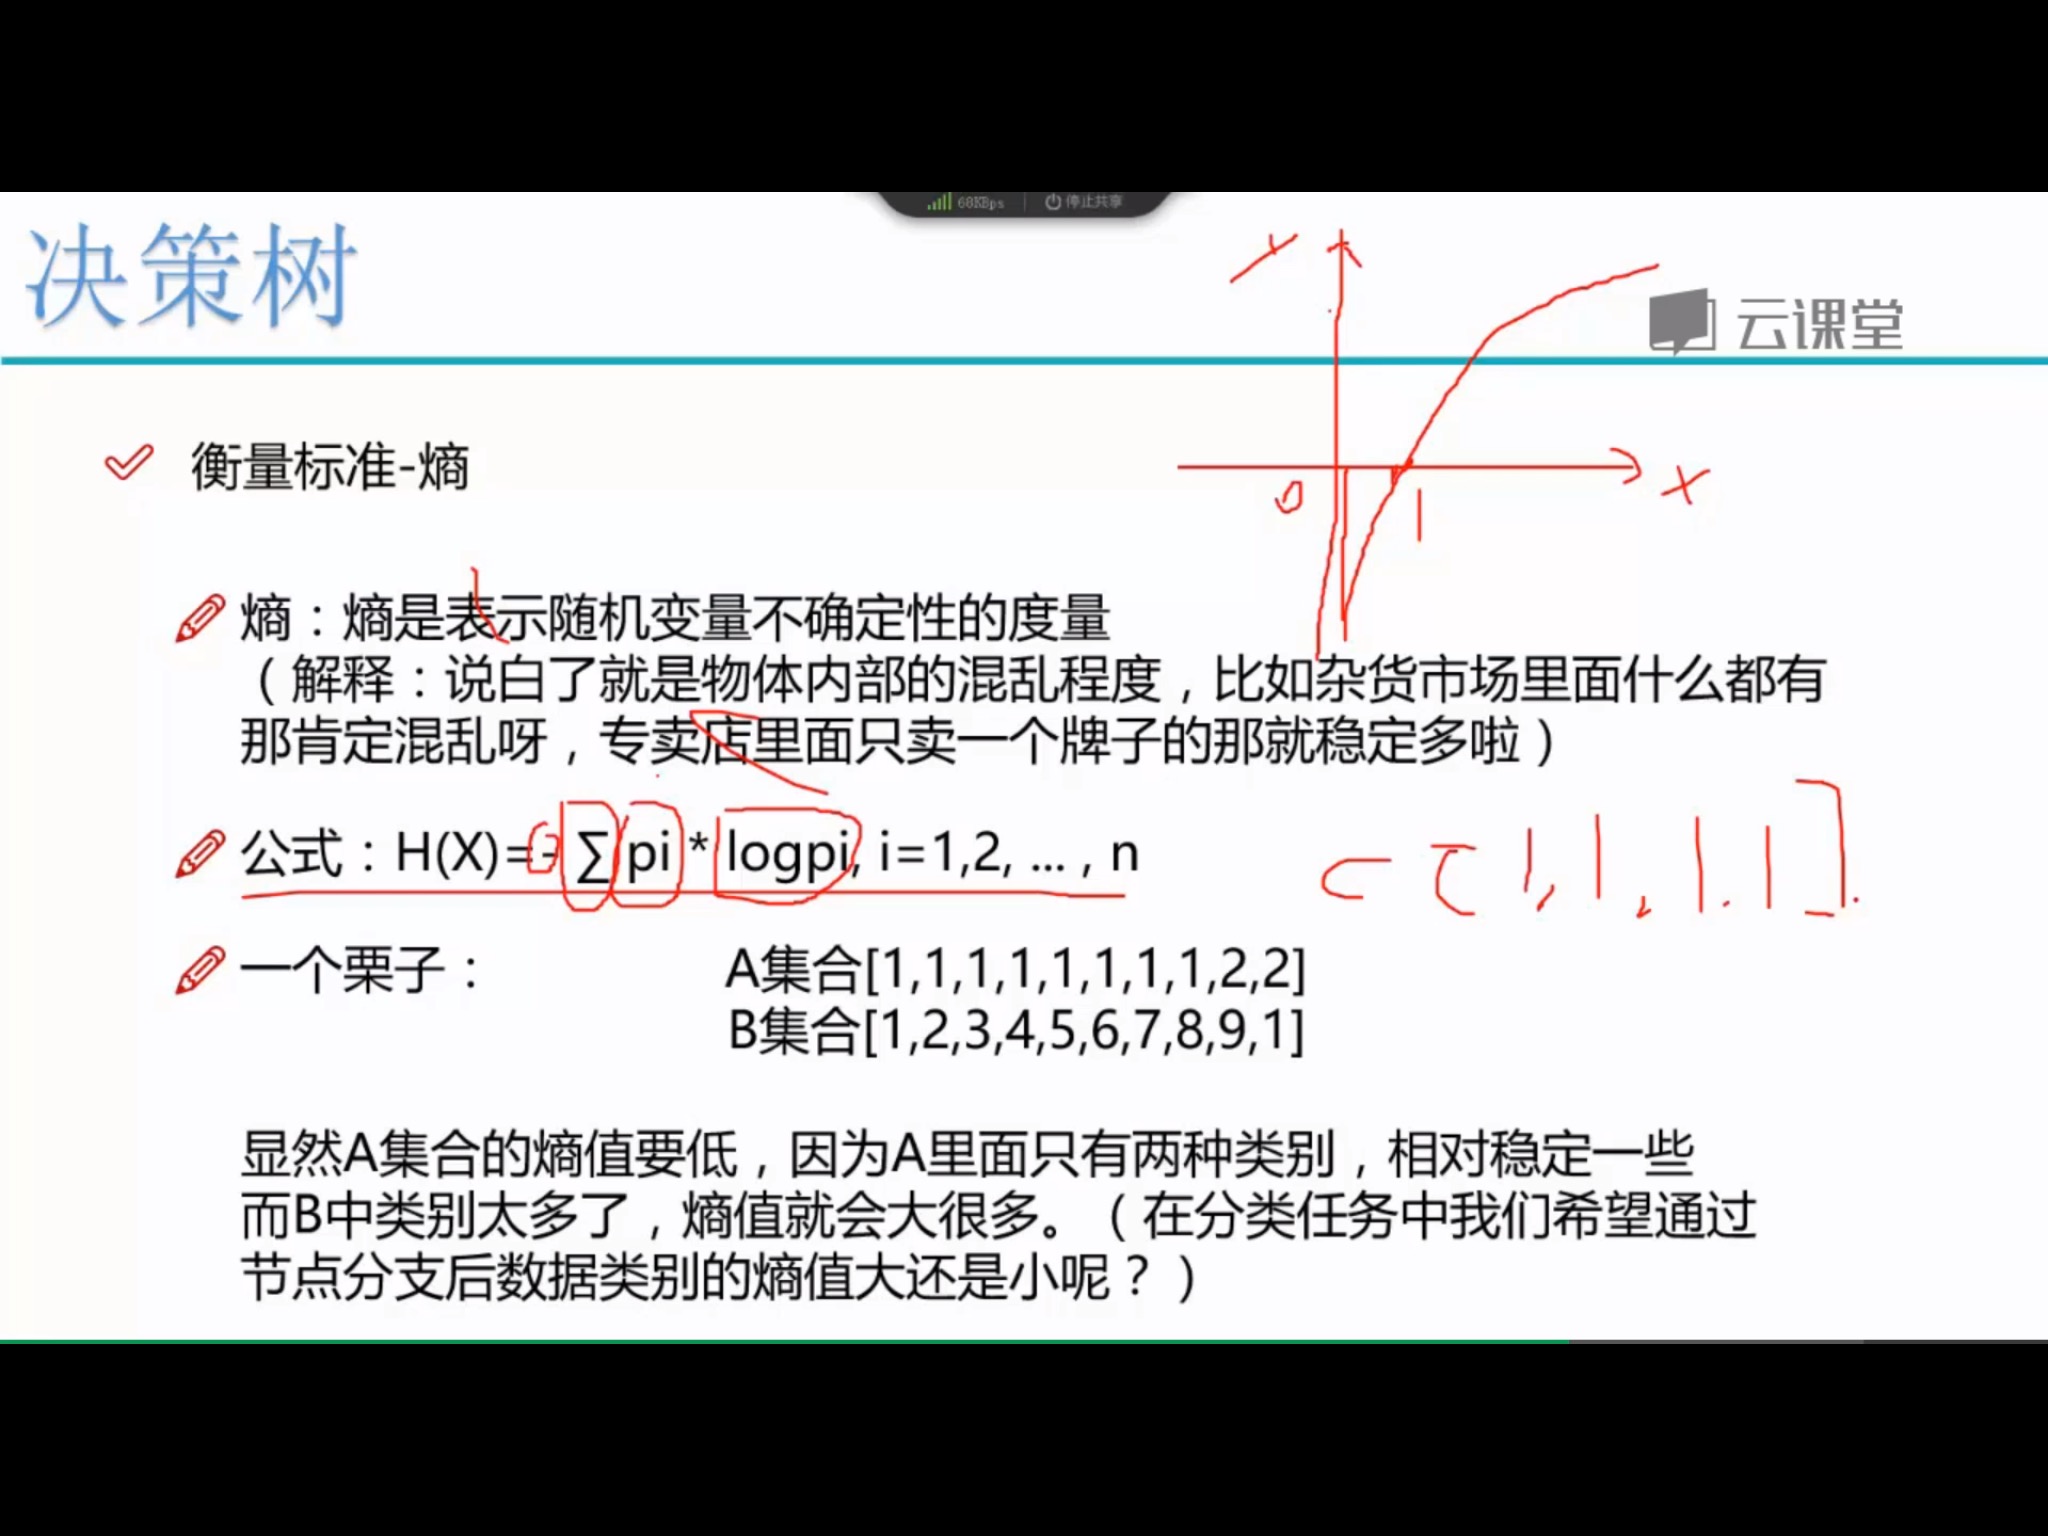 68KBps 停止共享
决策树
云课堂
y
x
0
1
衡量标准-熵
熵：熵是表示随机变量不确定性的度量
（解释：说白了就是物体内部的混乱程度，比如杂货市场里面什么都有
那肯定混乱呀，专卖店里面只卖一个牌子的那就稳定多啦）
公式：H(X)=-∑ pi * logpi, i=1,2, ... , n
C [1, 1, 1, 1].
一个栗子：
A集合[1,1,1,1,1,1,1,1,2,2]
B集合[1,2,3,4,5,6,7,8,9,1]
显然A集合的熵值要低，因为A里面只有两种类别，相对稳定一些
而B中类别太多了，熵值就会大很多。（在分类任务中我们希望通过
节点分支后数据类别的熵值大还是小呢？）